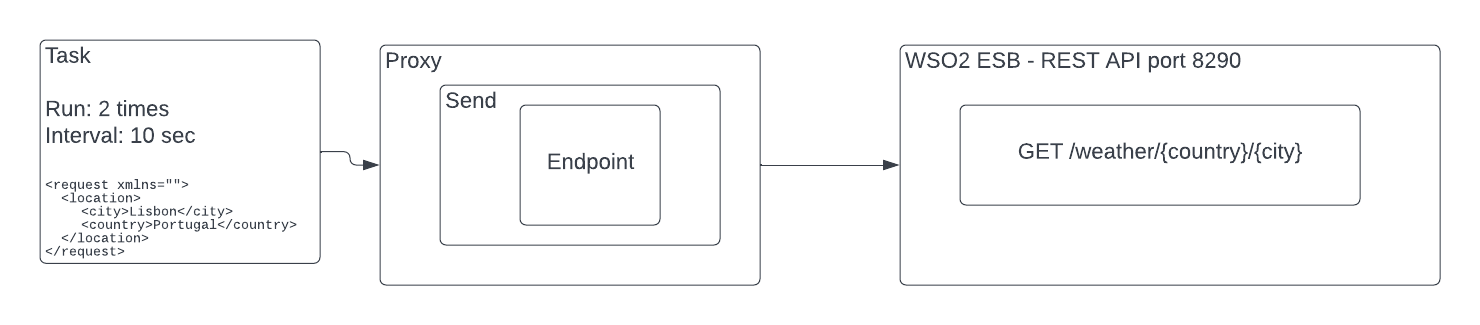 Task
Run: 2 times
Interval: 10 sec
<request xmlns="">
<location>
<city>Lisbon</city>
<country>Portugal</country>
</location>
</request>
Proxy
Send
Endpoint
WSO2 ESB - REST API port 8290
GET /weather/{country}/{city}